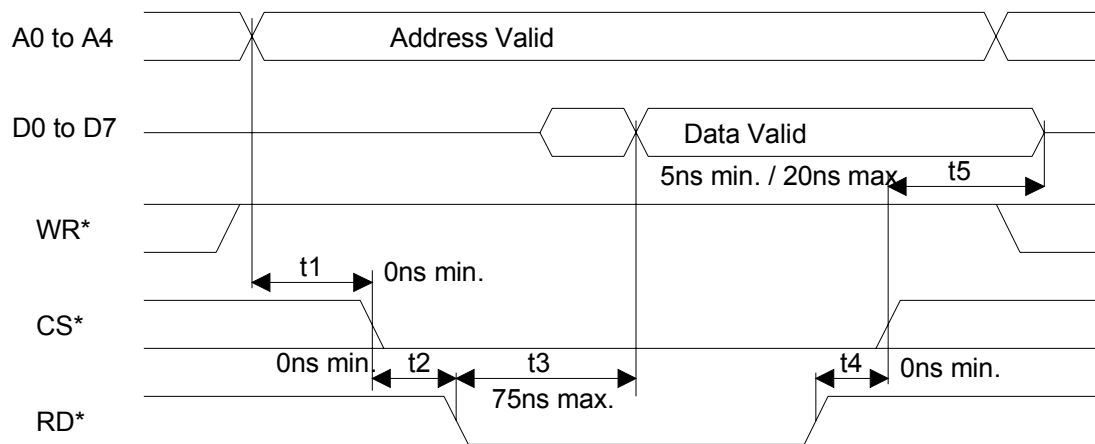 A0 to A4
Address Valid
D0 to D7
Data Valid
5ns min. / 20ns max
t5
WR*
t1
0ns min.
CS*
0ns min.
t2
t3
t4
0ns min.
75ns max.
RD*